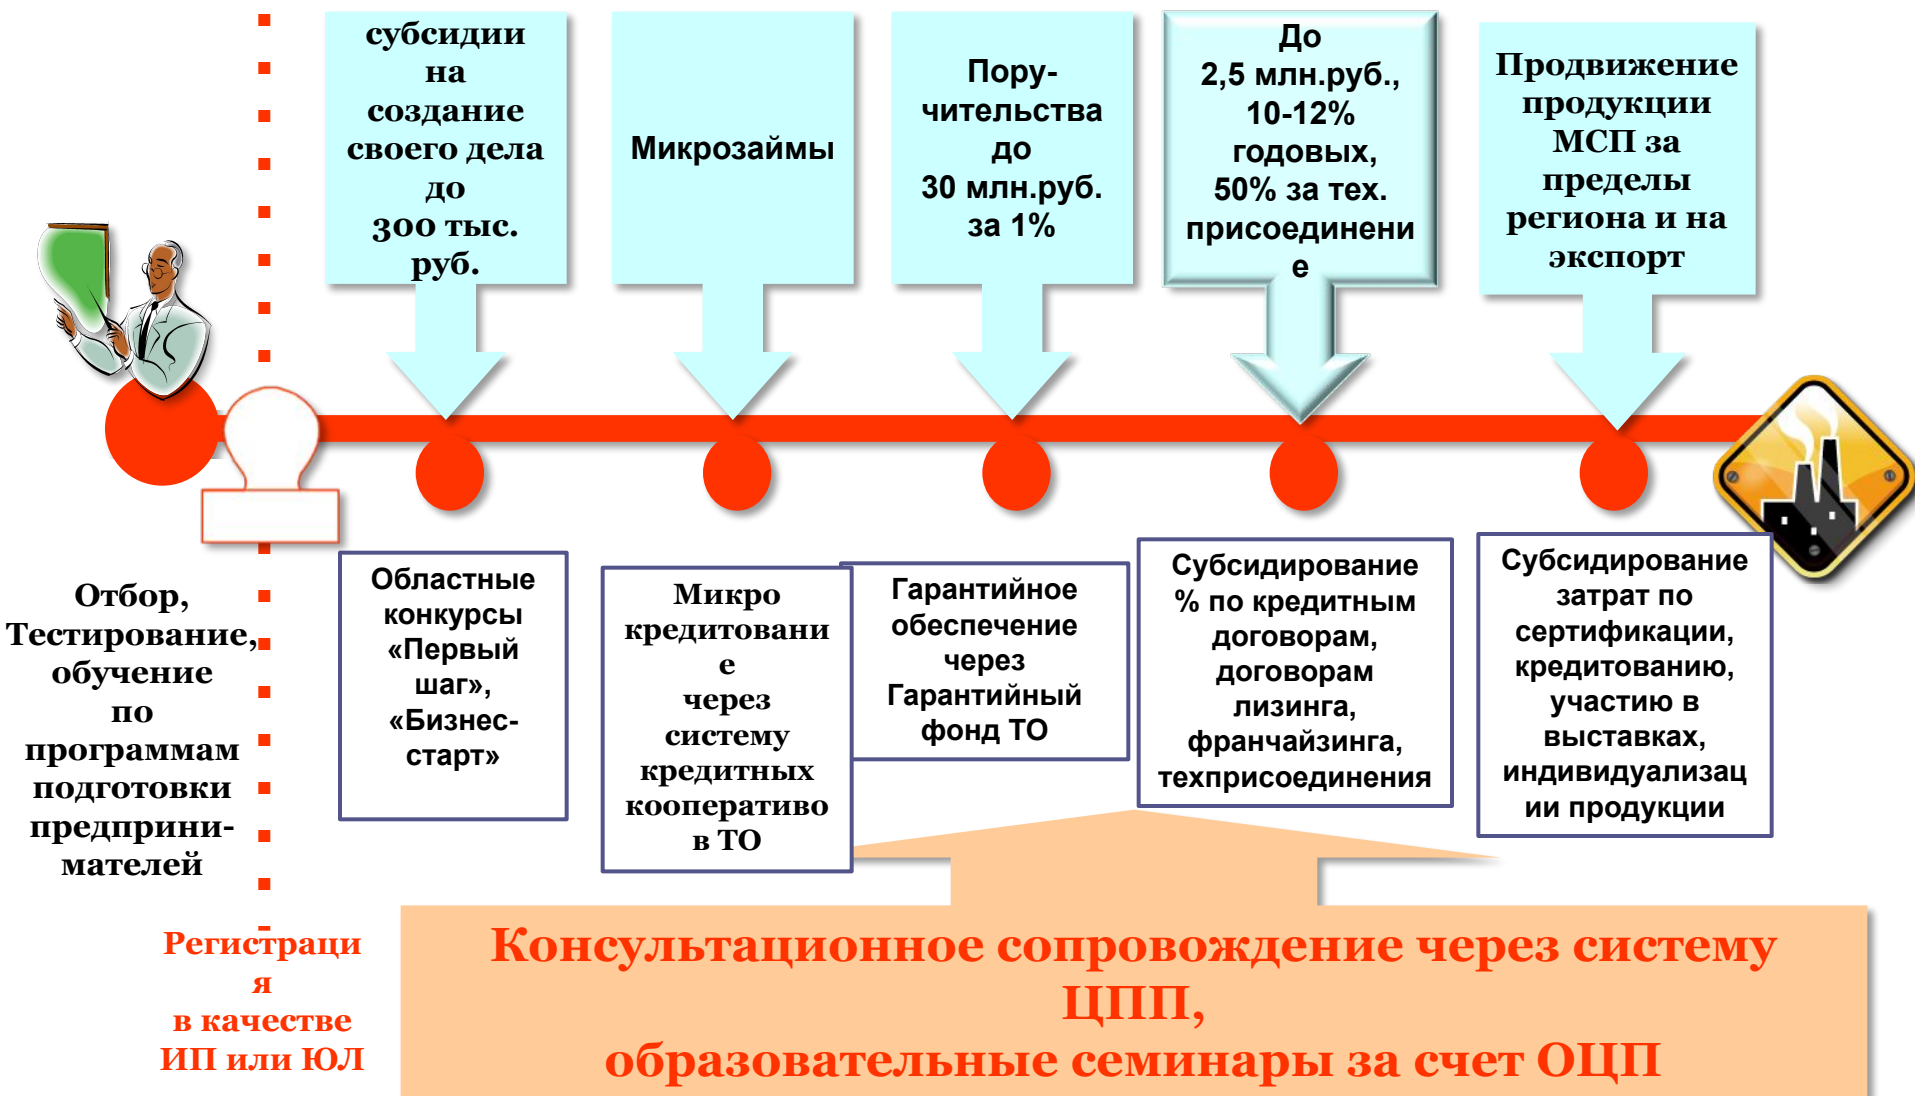 субсидии
на
создание
своего дела
до
300 тыс.
руб.
Микрозаймы
Пору-
чительства
до
30 млн.руб.
за 1%
До
2,5 млн.руб.,
10-12%
годовых,
50% за тех.
присоединени
е
Продвижение
продукции
МСП за
пределы
региона и на
экспорт
Отбор,
Тестирование,
обучение
по
программам
подготовки
предприни-
мателей
Областные
конкурсы
«Первый
шаг»,
«Бизнес-
старт»
Микро
кредитовани
е
через
систему
кредитных
кооперативо
в ТО
Гарантийное
обеспечение
через
Гарантийный
фонд ТО
Субсидирование
% по кредитным
договорам,
договорам
лизинга,
франчайзинга,
техприсоединения
Субсидирование
затрат по
сертификации,
кредитованию,
участию в
выставках,
индивидуализац
ии продукции
Регистраци
я
в качестве
ИП или ЮЛ
Консультационное сопровождение через систему
ЦПП,
образовательные семинары за счет ОЦП